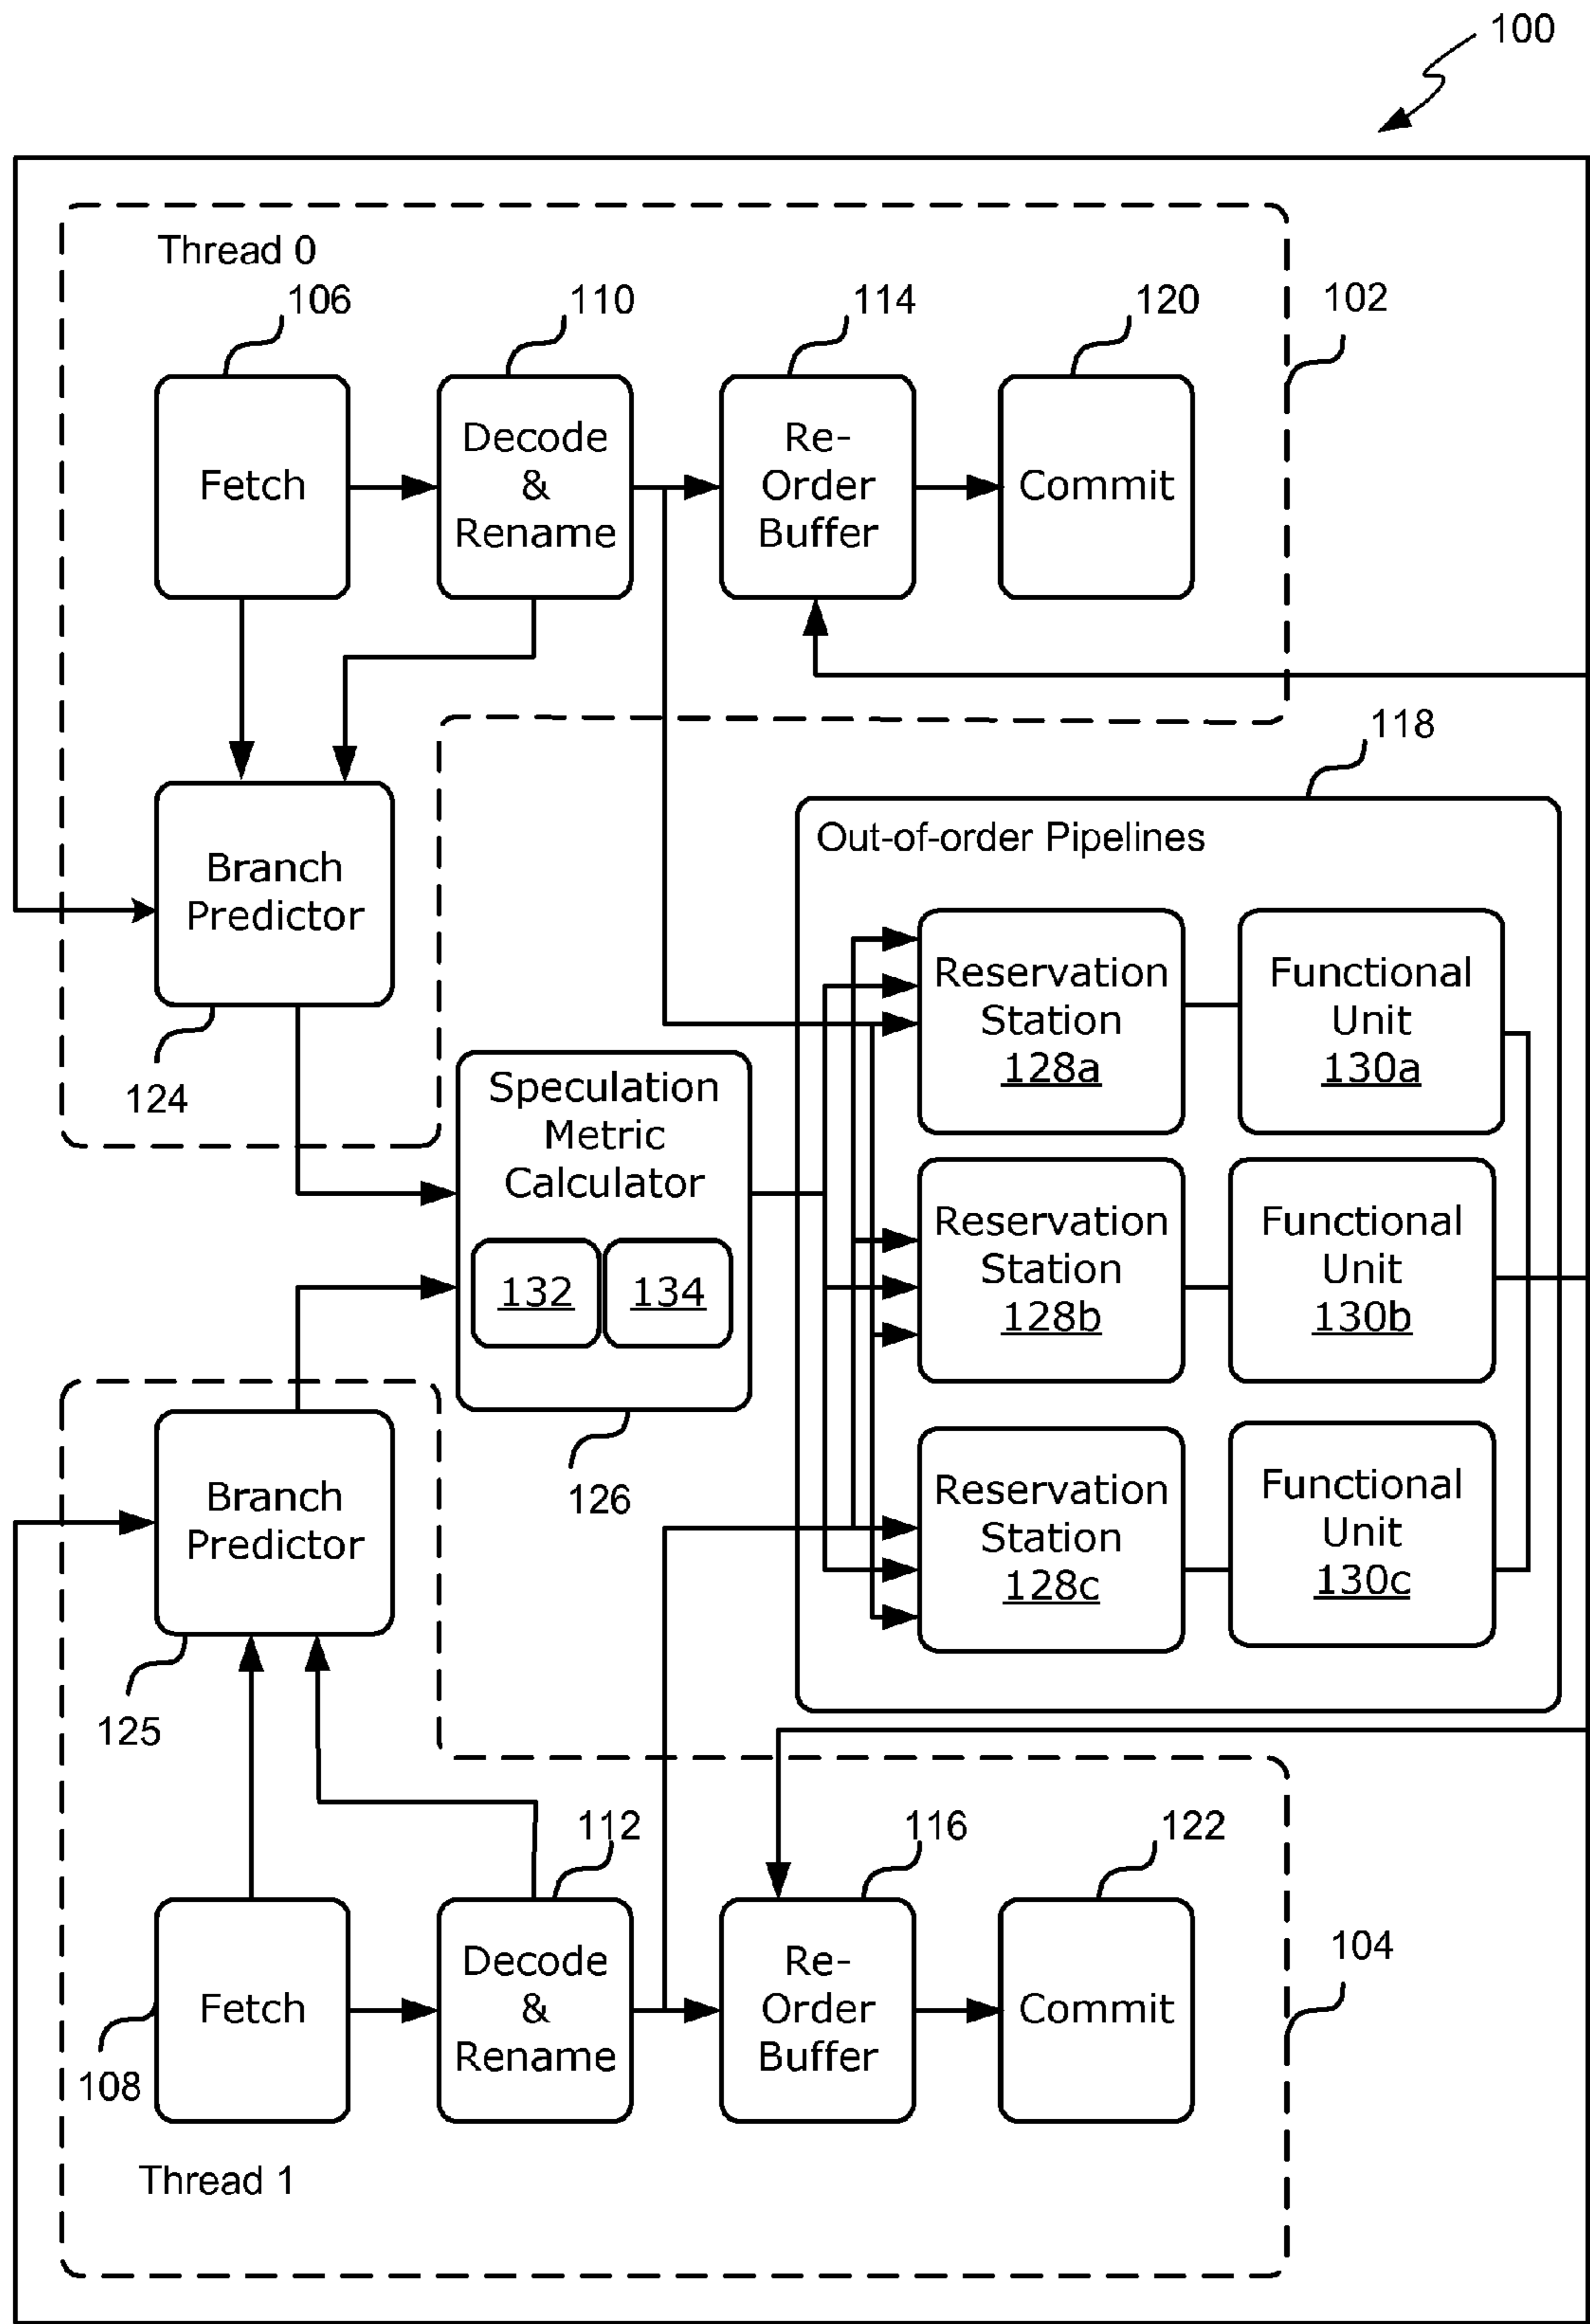 100
Thread 0
106
110
114
120
102
Fetch
Decode
&
Rename
Re-
Order
Buffer
Commit
118
Out-of-order Pipelines
Branch
Predictor
124
Reservation
Station
128a
Functional
Unit
130a
Speculation
Metric
Calculator
132
134
126
Reservation
Station
128b
Functional
Unit
130b
Reservation
Station
128c
Functional
Unit
130c
Branch
Predictor
125
112
116
122
104
Fetch
108
Decode
&
Rename
Re-
Order
Buffer
Commit
Thread 1